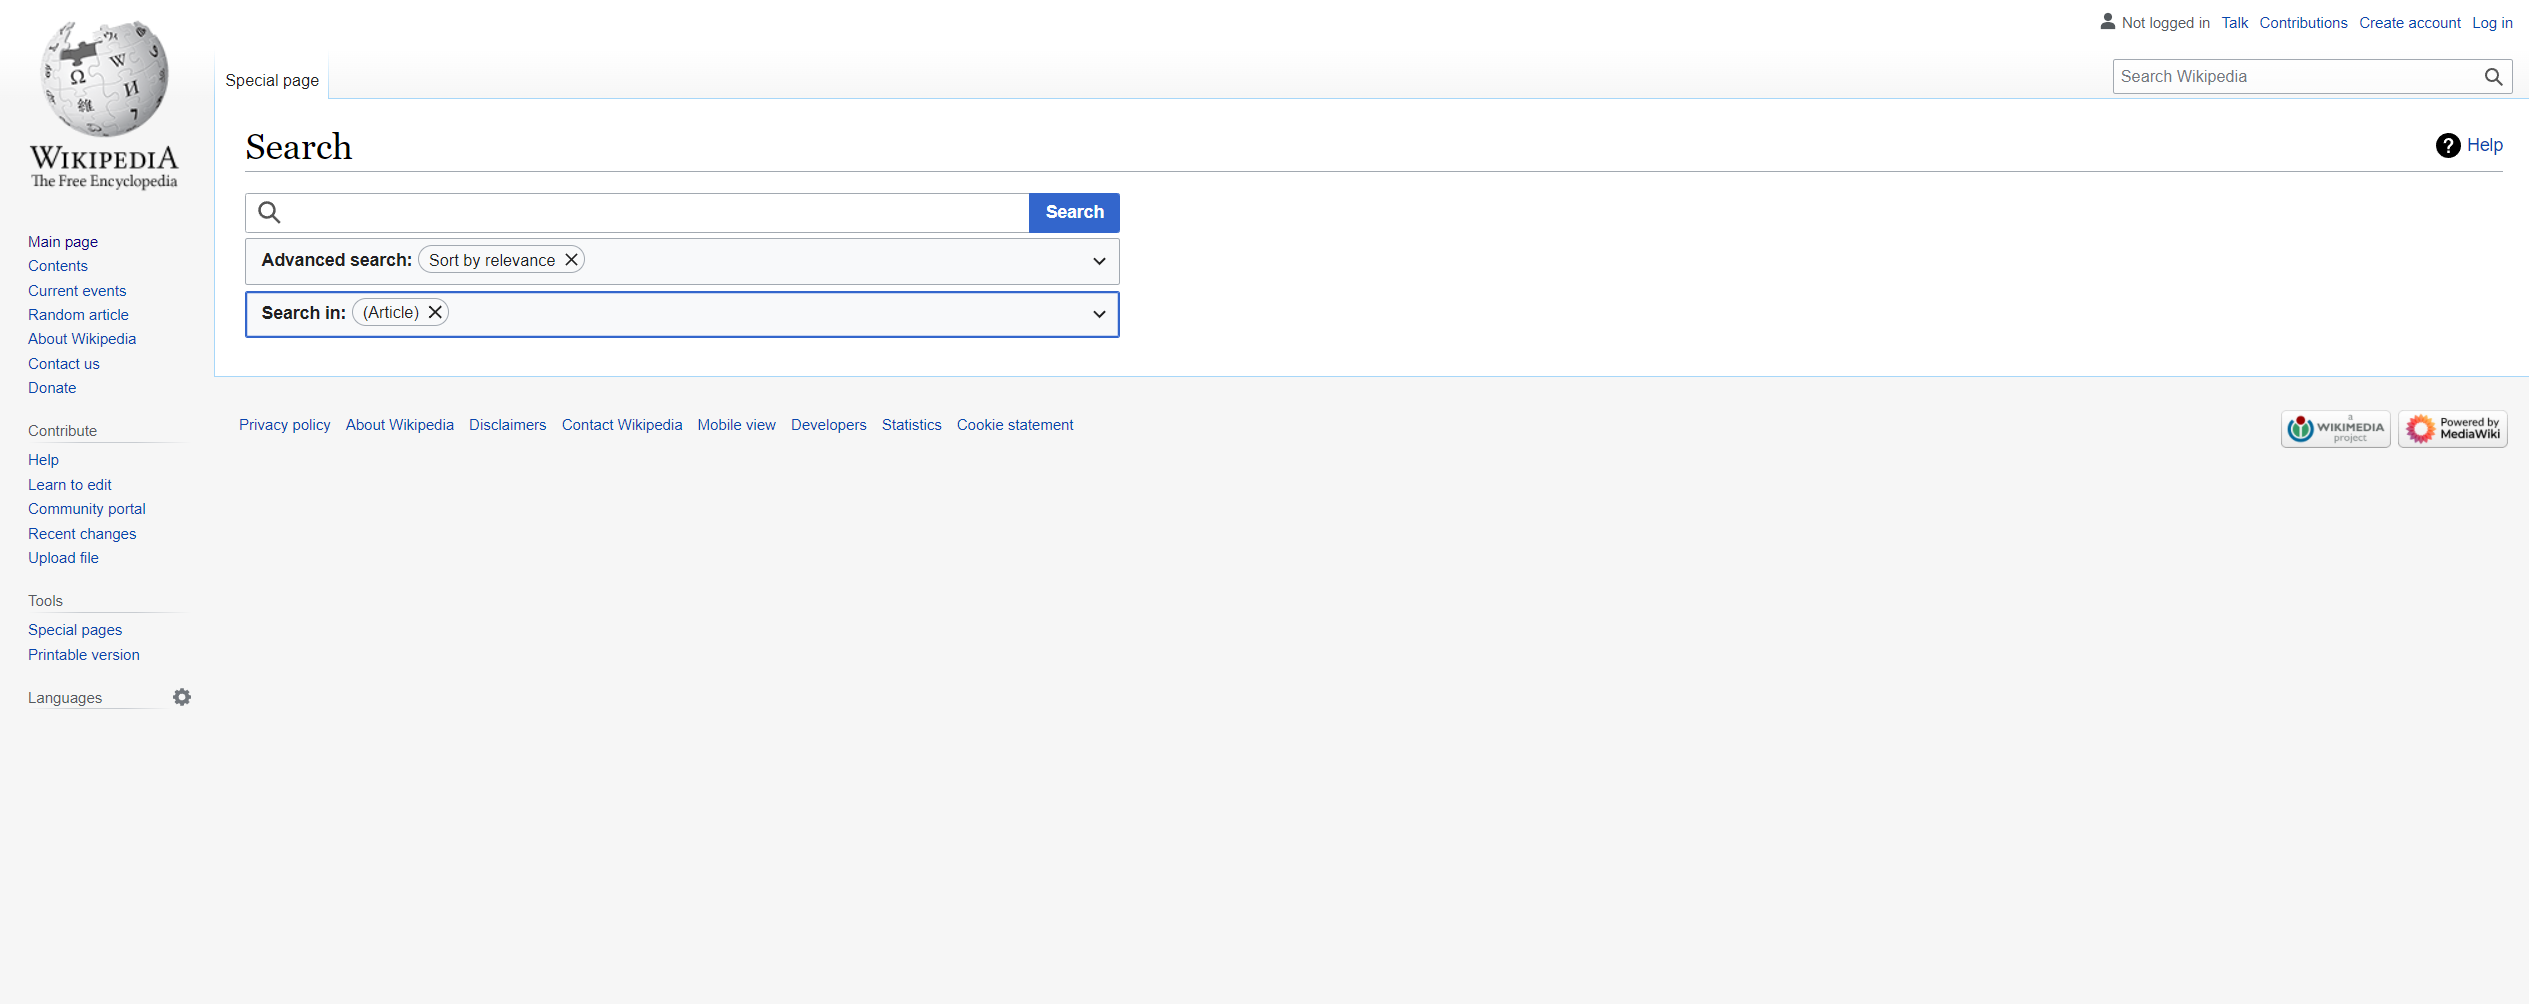 Not logged in Talk Contributions Create account Log in
Special page
Search Wikipedia
WIKIPEDIA
The Free Encyclopedia
Search
Help
Search
Advanced search: Sort by relevance
Search in: (Article)
Main page
Contents
Current events
Random article
About Wikipedia
Contact us
Donate
Contribute
Help
Learn to edit
Community portal
Recent changes
Upload file
Tools
Special pages
Printable version
Languages
Privacy policy About Wikipedia Disclaimers Contact Wikipedia Mobile view Developers Statistics Cookie statement
a
WIKIMEDIA
project
Powered by
MediaWiki